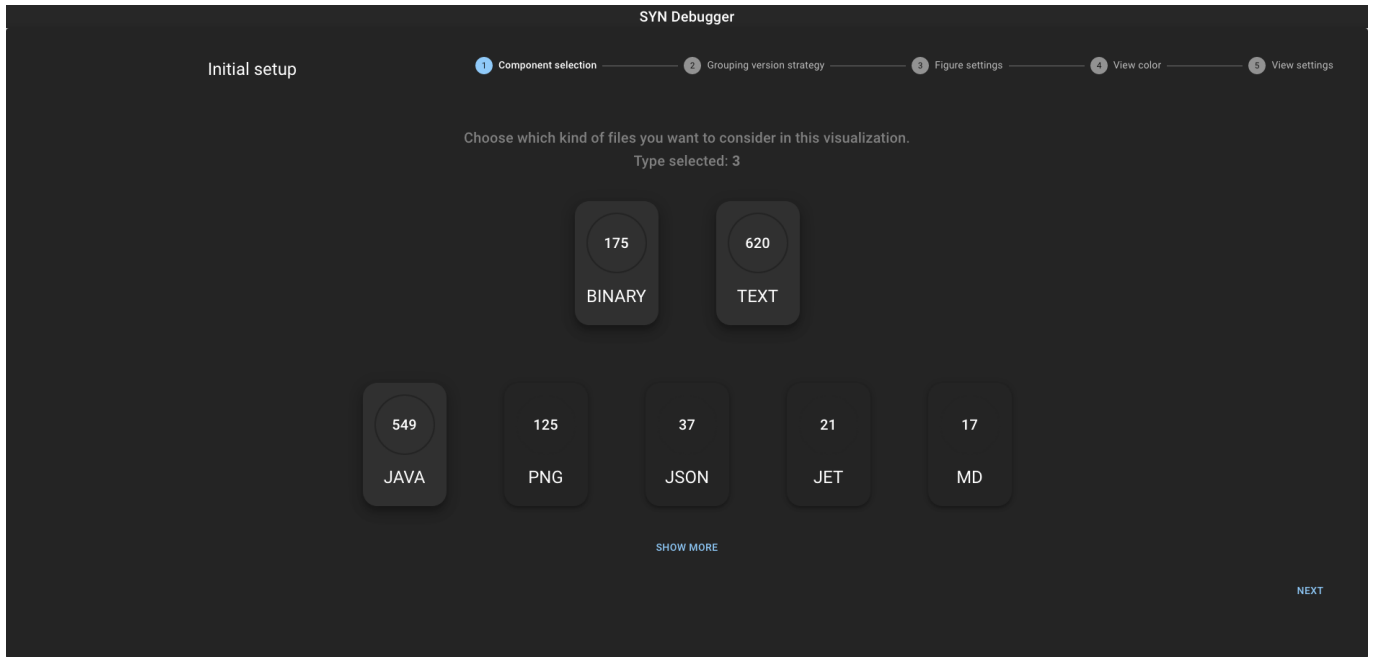 SYN Debugger
Initial setup
1 Component selection
2 Grouping version strategy
3 Figure settings
4 View color
5 View settings
Choose which kind of files you want to consider in this visualization.
Type selected: 3
175
BINARY
620
TEXT
549
JAVA
125
PNG
37
JSON
21
JET
17
MD
SHOW MORE
NEXT